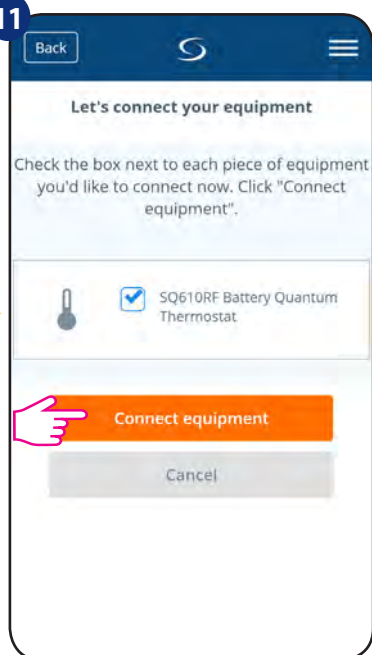 11
Back
Let's connect your equipment
Check the box next to each piece of equipment
you'd like to connect now. Click "Connect
equipment".
SQ610RF Battery Quantum
Thermostat
Connect equipment
Cancel